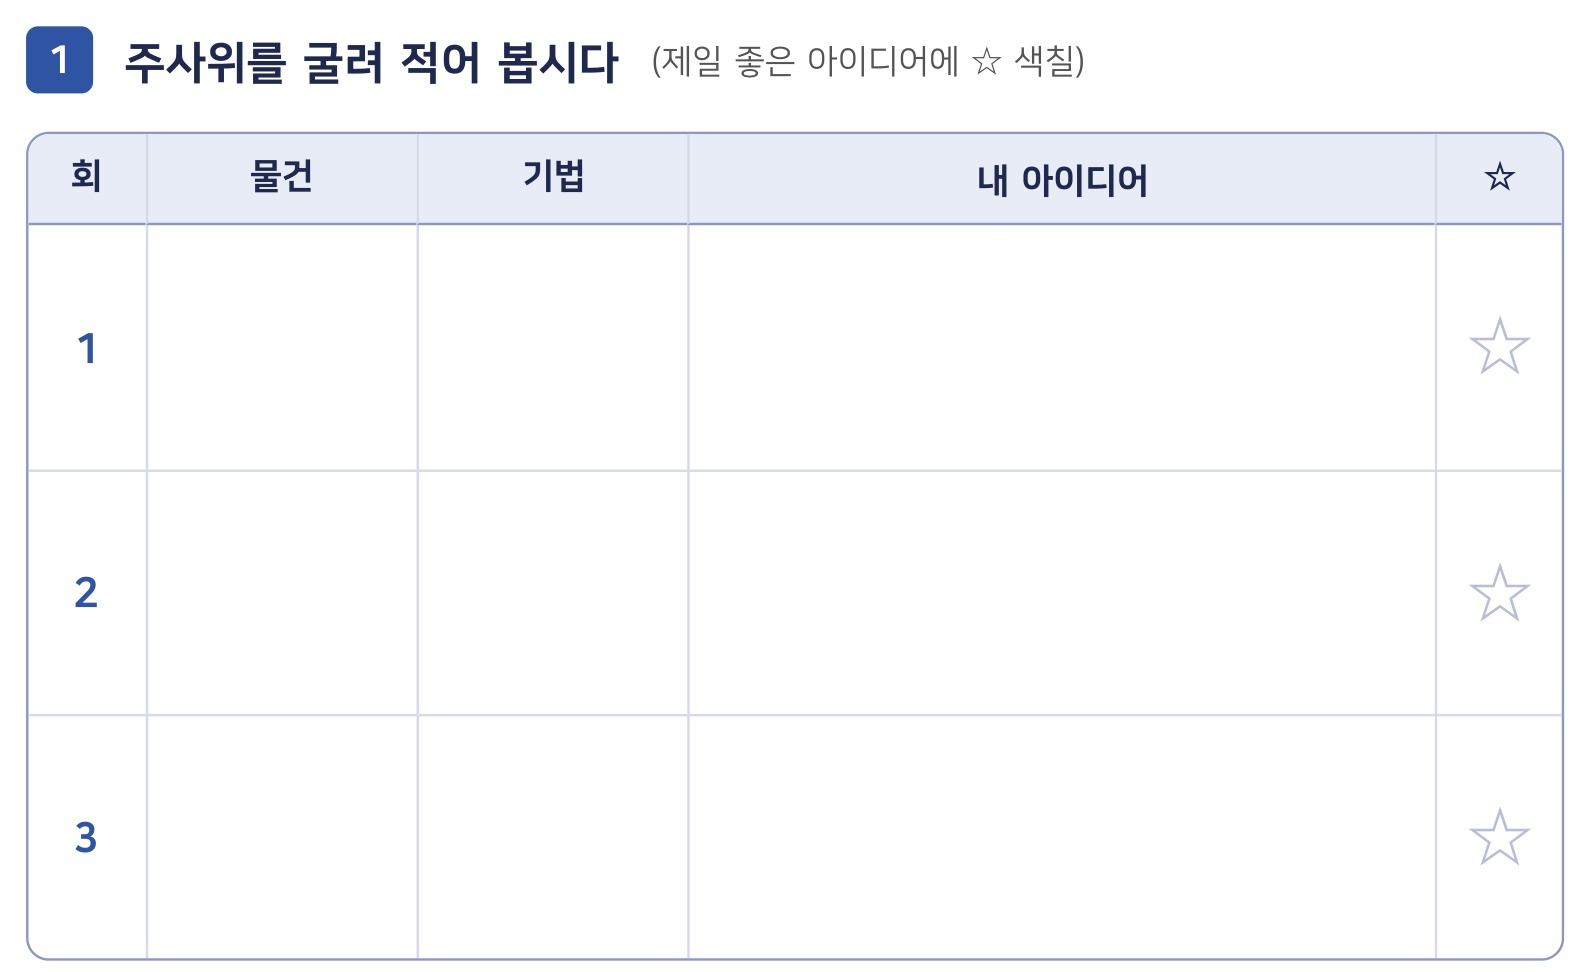 1 주사위를 굴려 적어 봅시다 (제일 좋은 아이디어에 ☆ 색칠)
회 물건 기법 내 아이디어 ☆
1 ☆
2 ☆
3 ☆